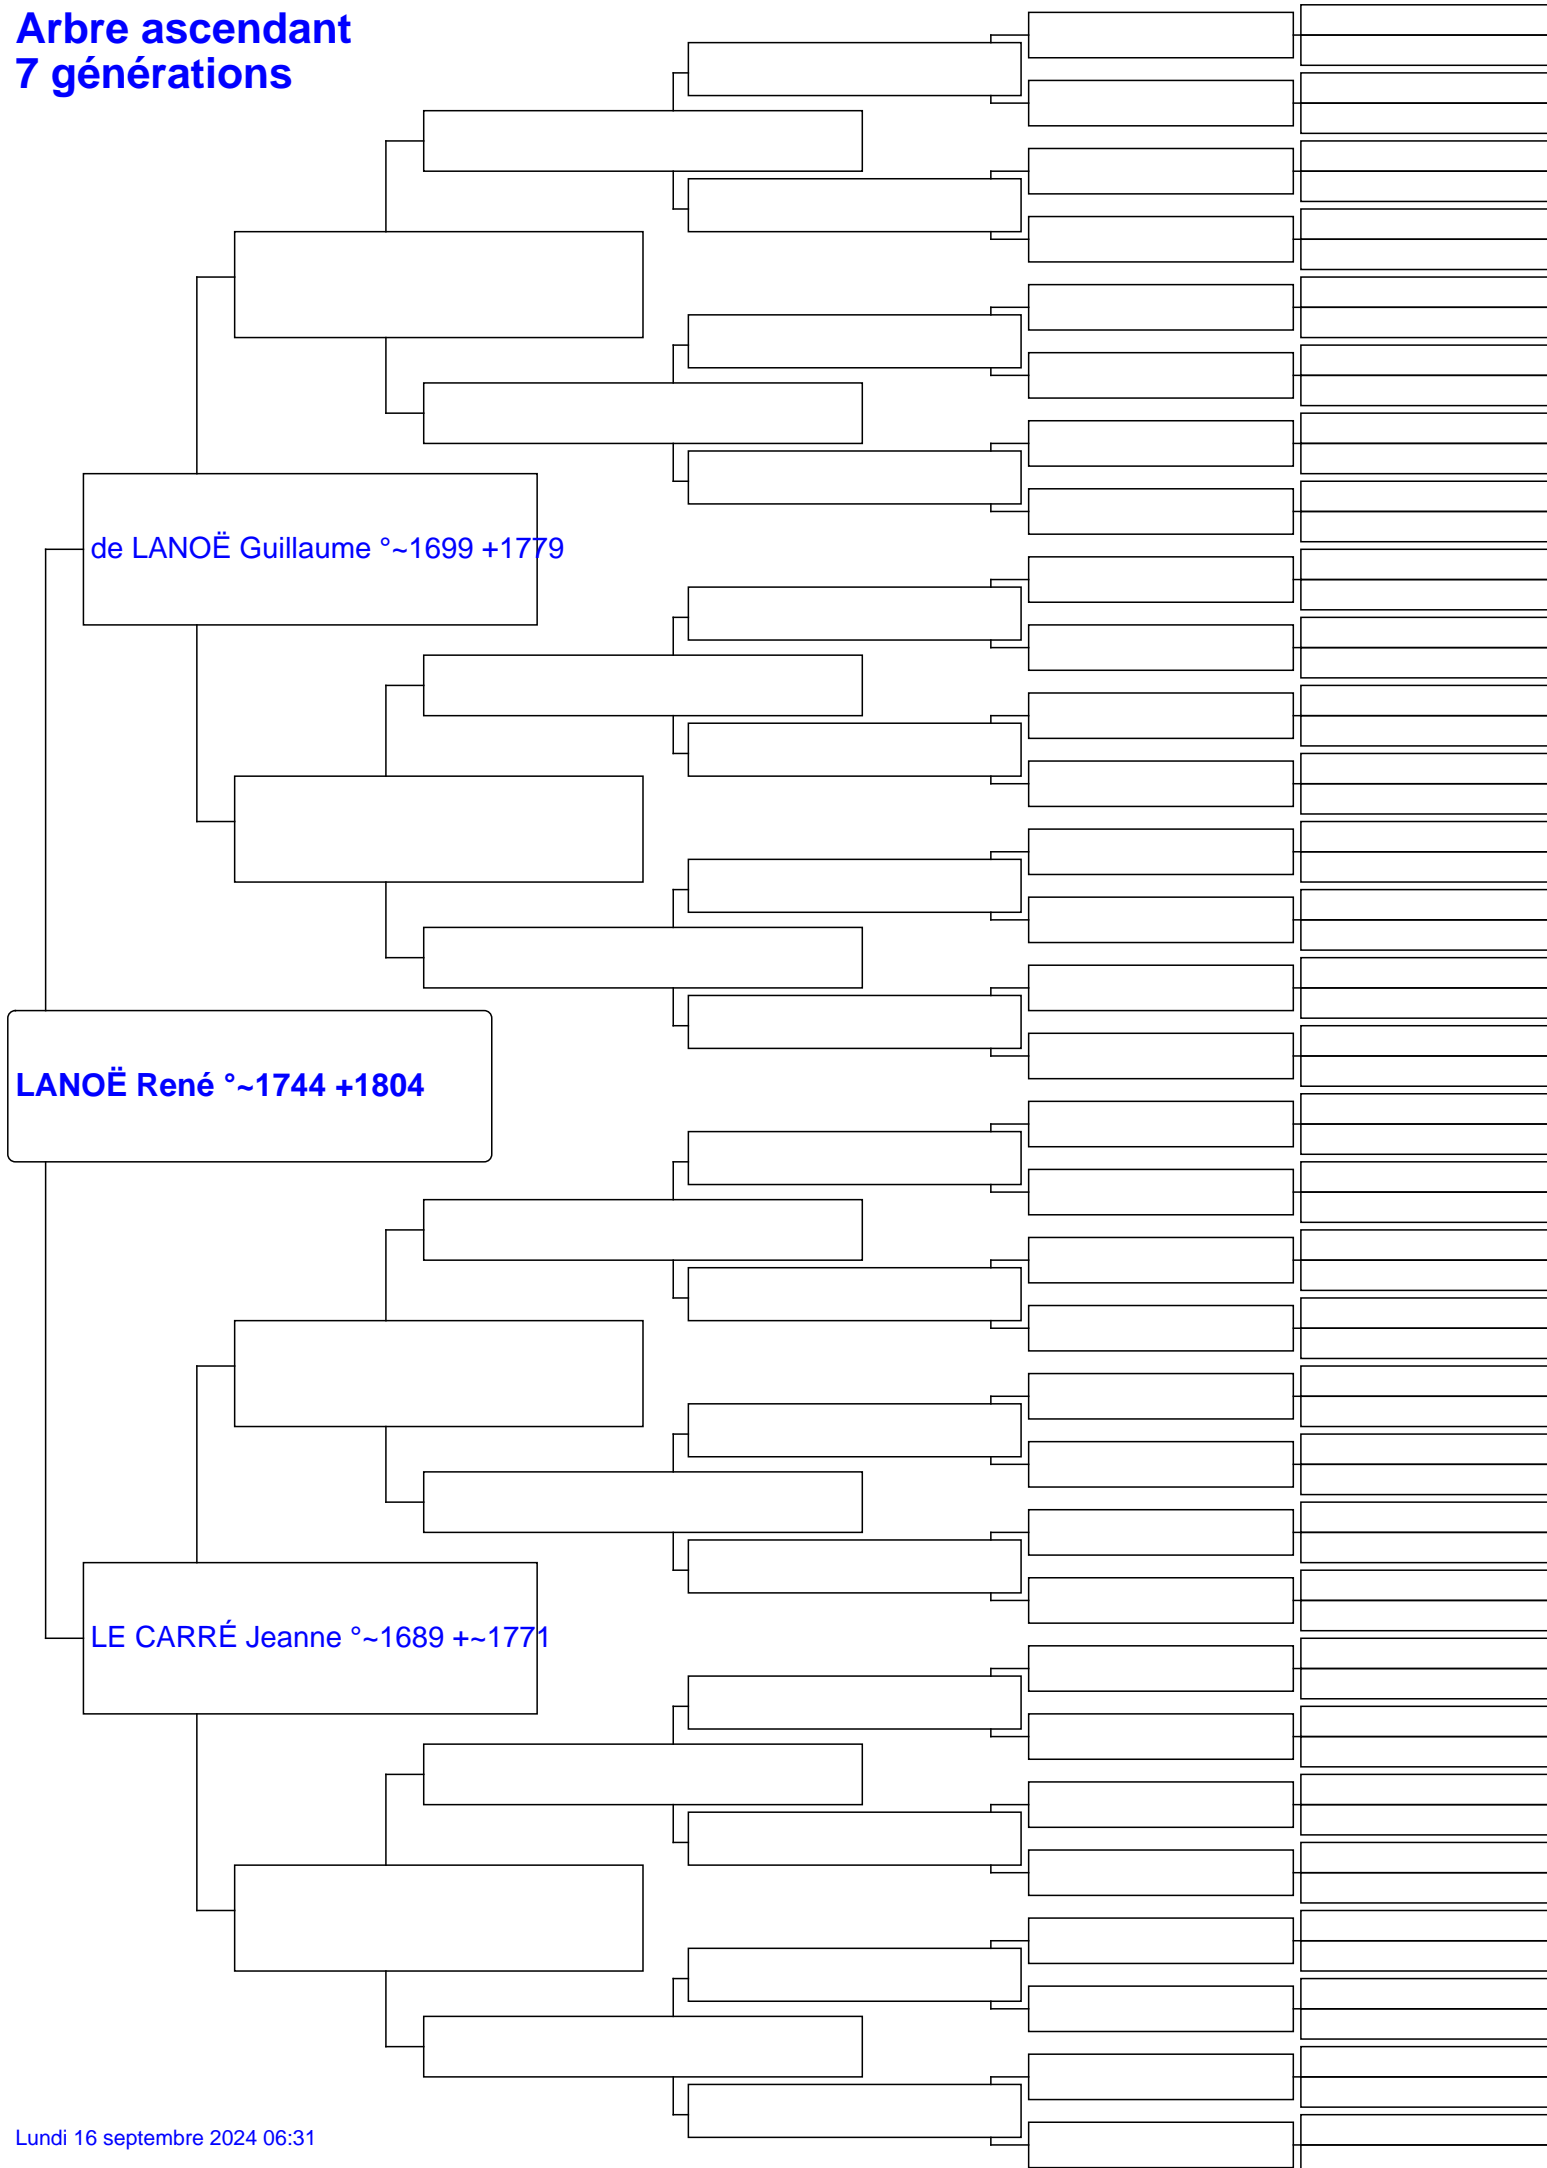 Arbre ascendant
7 générations
de LANOË Guillaume °~1699 +1779
LANOË René °~1744 +1804
LE CARRÉ Jeanne °~1689 +~1771
Lundi 16 septembre 2024 06:31